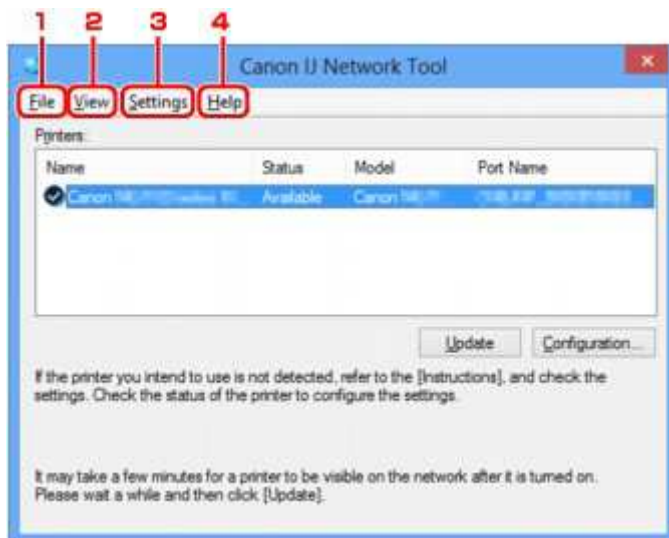 1 2 3 4
Canon IJ Network Tool
File View Settings Help
Printers:
Name Status Model Port Name
Canon Available Canon
Update Configuration...
If the printer you intend to use is not detected, refer to the [Instructions], and check the
settings. Check the status of the printer to configure the settings.
It may take a few minutes for a printer to be visible on the network after it is turned on.
Please wait a while and then click [Update].